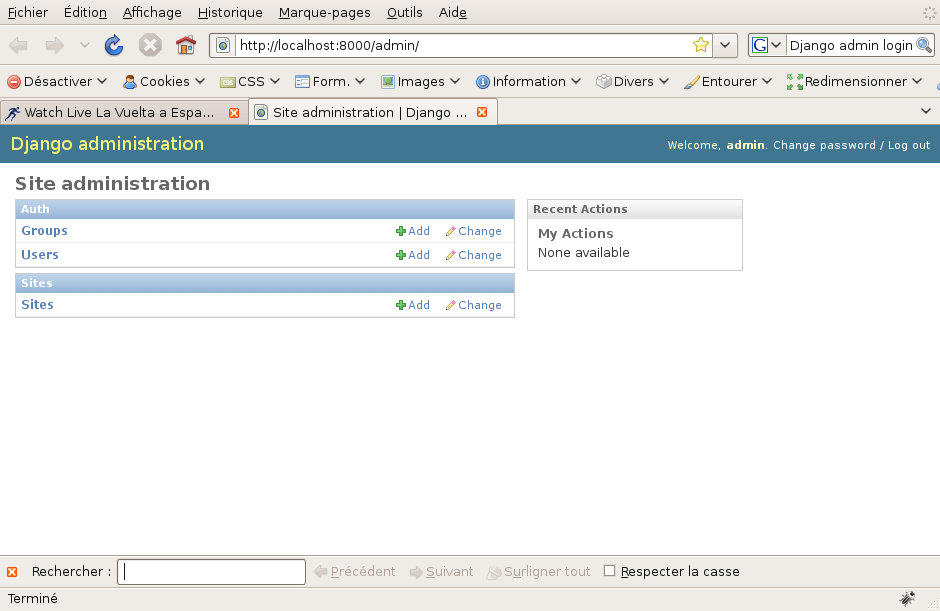 Fichier Édition Affichage Historique Marque-pages Outils Aide
http://localhost:8000/admin/ G Django admin login
Désactiver Cookies CSS Form. Images Information Divers Entourer Redimensionner
Watch Live La Vuelta a Espa... Site administration | Django ...
Django administration Welcome, admin. Change password / Log out
Site administration
Auth
Groups Add Change
Users Add Change
Sites
Sites Add Change
Recent Actions
My Actions
None available
Rechercher : Précédent Suivant Surligner tout Respecter la casse
Terminé